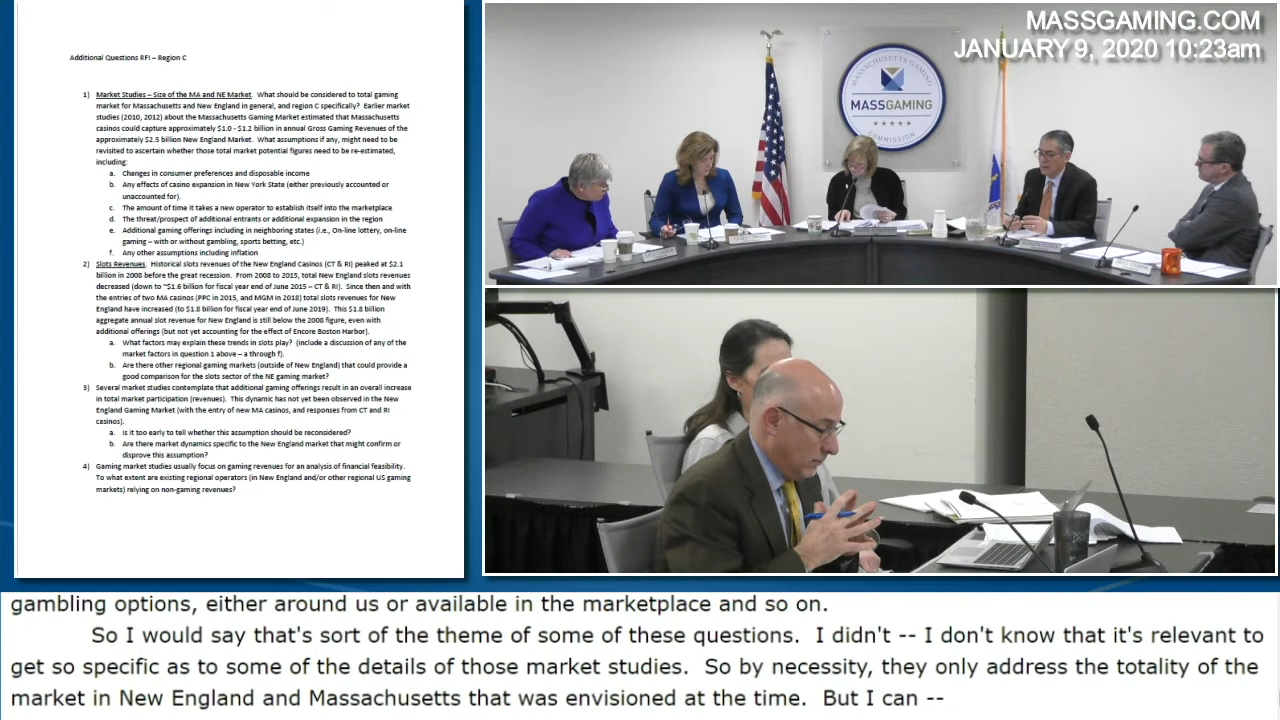 Additional Questions RFI – Region C
1) Market Studies – Size of the MA and NE Market. What should be considered to total gaming
market for Massachusetts and New England in general, and region C specifically? Earlier market
studies (2010, 2012) about the Massachusetts Gaming Market estimated that Massachusetts
casinos could capture approximately $1.0 - $1.2 billion in annual Gross Gaming Revenues of the
approximately $2.5 billion New England Market. What assumptions if any, might need to be
revisited to ascertain whether those total market potential figures need to be re-estimated,
including:
a. Changes in consumer preferences and disposable income
b. Any effects of casino expansion in New York State (either previously accounted or
unaccounted for).
c. The amount of time it takes a new operator to establish itself into the marketplace
d. The threat/prospect of additional entrants or additional expansion in the region
e. Additional gaming offerings including in neighboring states (i.e., On-line lottery, on-line
gaming – with or without gambling, sports betting, etc.)
f. Any other assumptions including inflation
2) Slots Revenues. Historical slots revenues of the New England Casinos (CT & RI) peaked at $2.1
billion in 2008 before the great recession. From 2008 to 2015, total New England slots revenues
decreased (down to ~$1.6 billion for fiscal year end of June 2015 – CT & RI). Since then and with
the entries of two MA casinos (PPC in 2015, and MGM in 2018) total slots revenues for New
England have increased (to $1.8 billion for fiscal year end of June 2019). This $1.8 billion
aggregate annual slot revenue for New England is still below the 2008 figure, even with
additional offerings (but not yet accounting for the effect of Encore Boston Harbor).
a. What factors may explain these trends in slots play? (include a discussion of any of the
market factors in question 1 above – a through f).
b. Are there other regional gaming markets (outside of New England) that could provide a
good comparison for the slots sector of the NE gaming market?
3) Several market studies contemplate that additional gaming offerings result in an overall increase
in total market participation (revenues). This dynamic has not yet been observed in the New
England Gaming Market (with the entry of new MA casinos, and responses from CT and RI
casinos).
a. Is it too early to tell whether this assumption should be reconsidered?
b. Are there market dynamics specific to the New England market that might confirm or
disprove this assumption?
4) Gaming market studies usually focus on gaming revenues for an analysis of financial feasibility.
To what extent are existing regional operators (in New England and/or other regional US gaming
markets) relying on non-gaming revenues?
MASSGAMING.COM
JANUARY 9, 2020 10:23am
MASSACHUSETTS GAMING
MASSGAMING
COMMISSION
gambling options, either around us or available in the marketplace and so on.
So I would say that's sort of the theme of some of these questions. I didn't -- I don't know that it's relevant to
get so specific as to some of the details of those market studies. So by necessity, they only address the totality of the
market in New England and Massachusetts that was envisioned at the time. But I can --